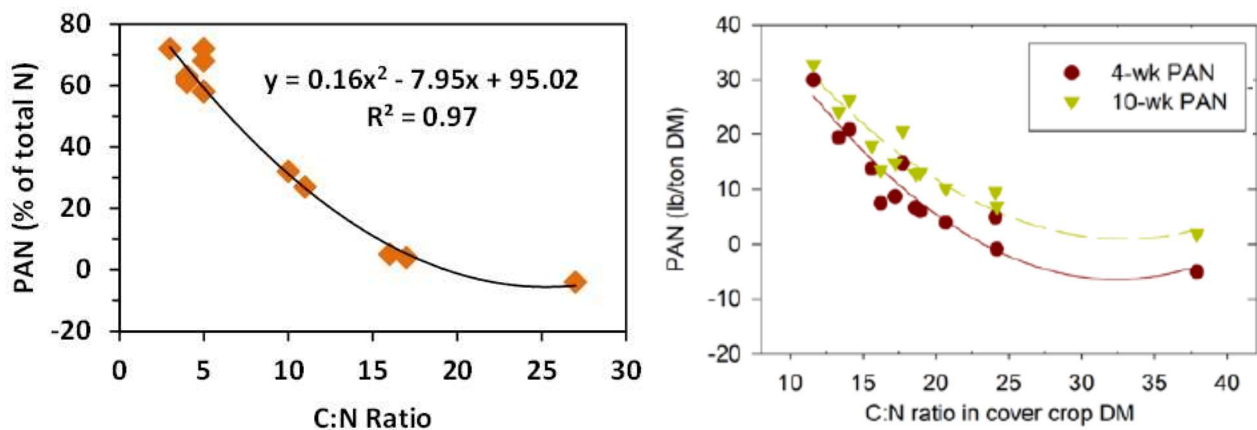 80
60
40
20
0
-20
PAN (% of total N)
y = 0.16x² - 7.95x + 95.02
R² = 0.97
0 5 10 15 20 25 30
C:N Ratio
40
30
20
10
0
-10
-20
PAN (lb/ton DM)
4-wk PAN
10-wk PAN
10 15 20 25 30 35 40
C:N ratio in cover crop DM